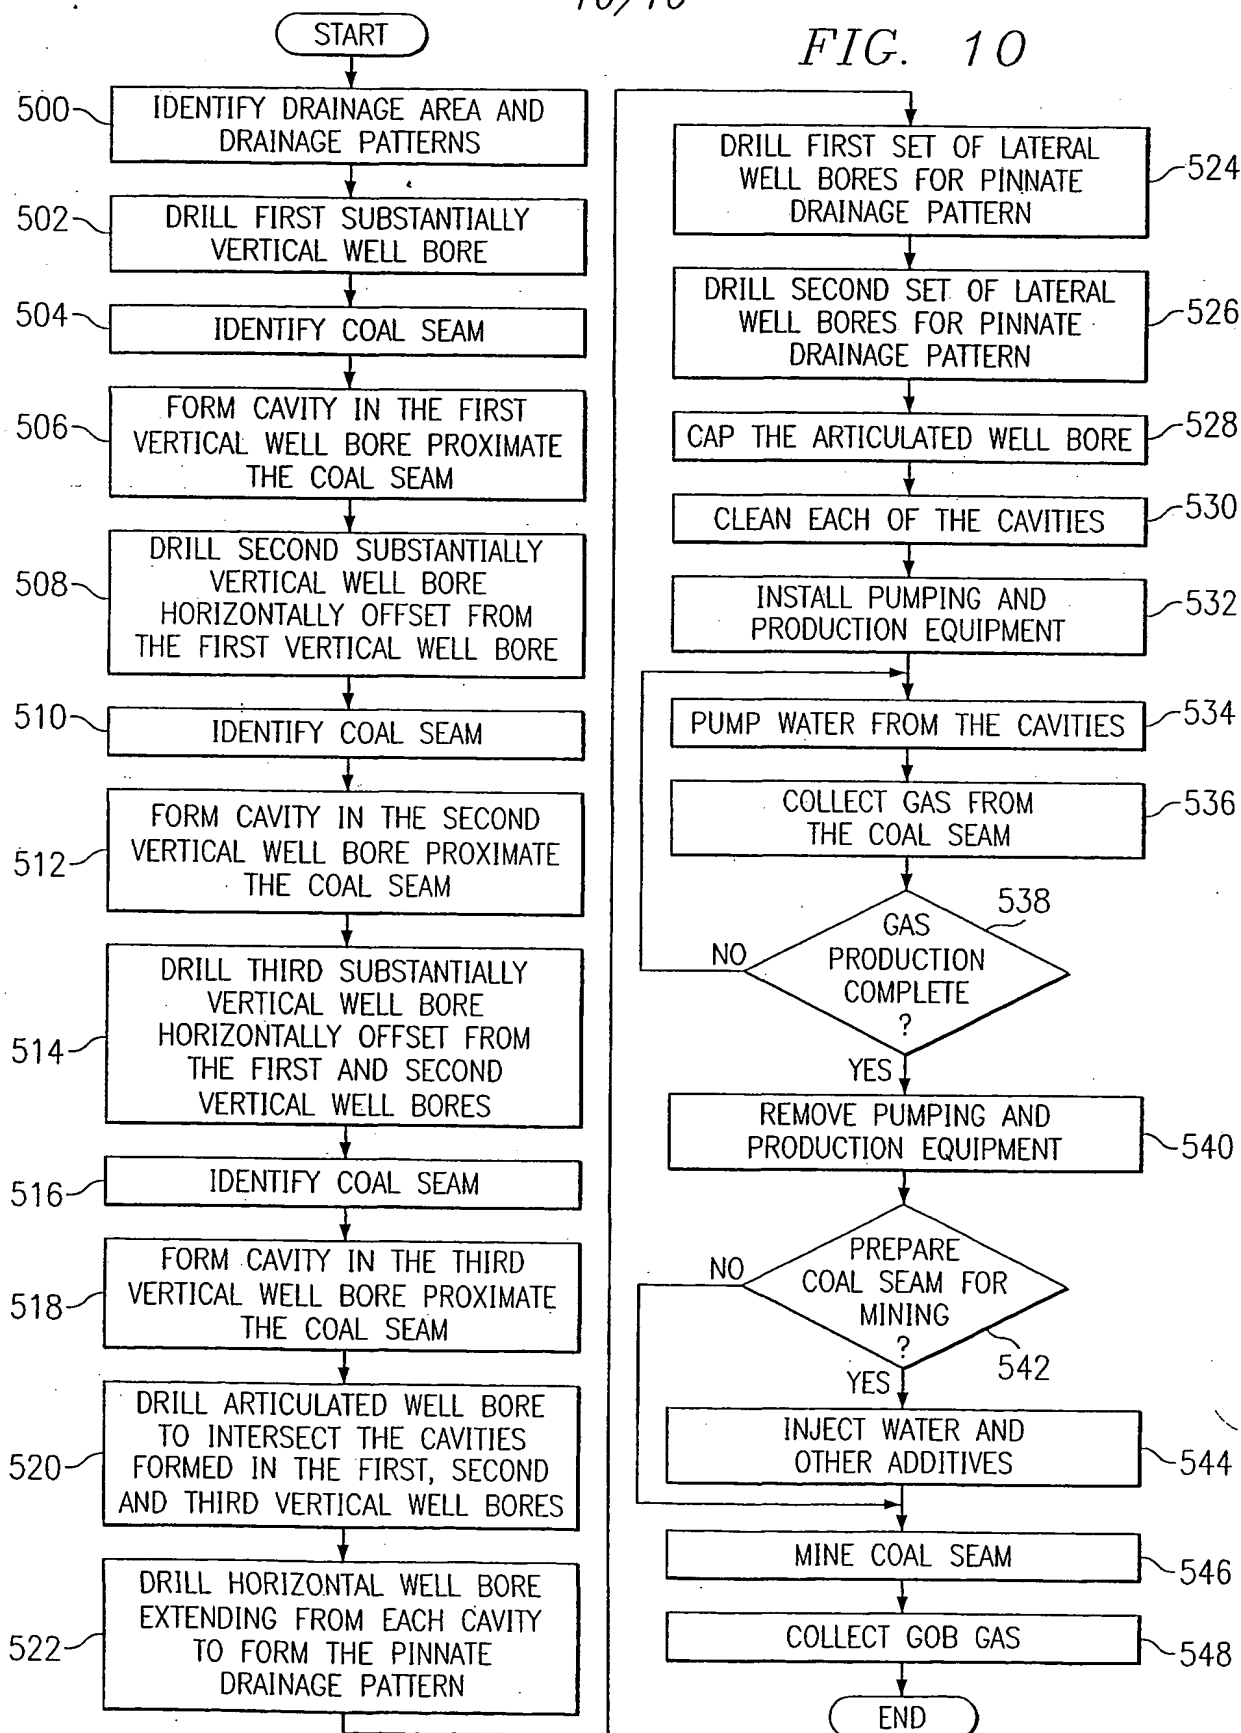 FIG. 10
START
500
IDENTIFY DRAINAGE AREA AND
DRAINAGE PATTERNS
502
DRILL FIRST SUBSTANTIALLY
VERTICAL WELL BORE
504
IDENTIFY COAL SEAM
506
FORM CAVITY IN THE FIRST
VERTICAL WELL BORE PROXIMATE
THE COAL SEAM
508
DRILL SECOND SUBSTANTIALLY
VERTICAL WELL BORE
HORIZONTALLY OFFSET FROM
THE FIRST VERTICAL WELL BORE
510
IDENTIFY COAL SEAM
512
FORM CAVITY IN THE SECOND
VERTICAL WELL BORE PROXIMATE
THE COAL SEAM
514
DRILL THIRD SUBSTANTIALLY
VERTICAL WELL BORE
HORIZONTALLY OFFSET FROM
THE FIRST AND SECOND
VERTICAL WELL BORES
516
IDENTIFY COAL SEAM
518
FORM CAVITY IN THE THIRD
VERTICAL WELL BORE PROXIMATE
THE COAL SEAM
520
DRILL ARTICULATED WELL BORE
TO INTERSECT THE CAVITIES
FORMED IN THE FIRST, SECOND
AND THIRD VERTICAL WELL BORES
522
DRILL HORIZONTAL WELL BORE
EXTENDING FROM EACH CAVITY
TO FORM THE PINNATE
DRAINAGE PATTERN
DRILL FIRST SET OF LATERAL
WELL BORES FOR PINNATE
DRAINAGE PATTERN
524
DRILL SECOND SET OF LATERAL
WELL BORES FOR PINNATE
DRAINAGE PATTERN
526
CAP THE ARTICULATED WELL BORE
528
CLEAN EACH OF THE CAVITIES
530
INSTALL PUMPING AND
PRODUCTION EQUIPMENT
532
PUMP WATER FROM THE CAVITIES
534
COLLECT GAS FROM
THE COAL SEAM
536
538
GAS
PRODUCTION
COMPLETE
?
NO
YES
REMOVE PUMPING AND
PRODUCTION EQUIPMENT
540
PREPARE
COAL SEAM FOR
MINING
?
NO
542
YES
INJECT WATER AND
OTHER ADDITIVES
544
MINE COAL SEAM
546
COLLECT GOB GAS
548
END